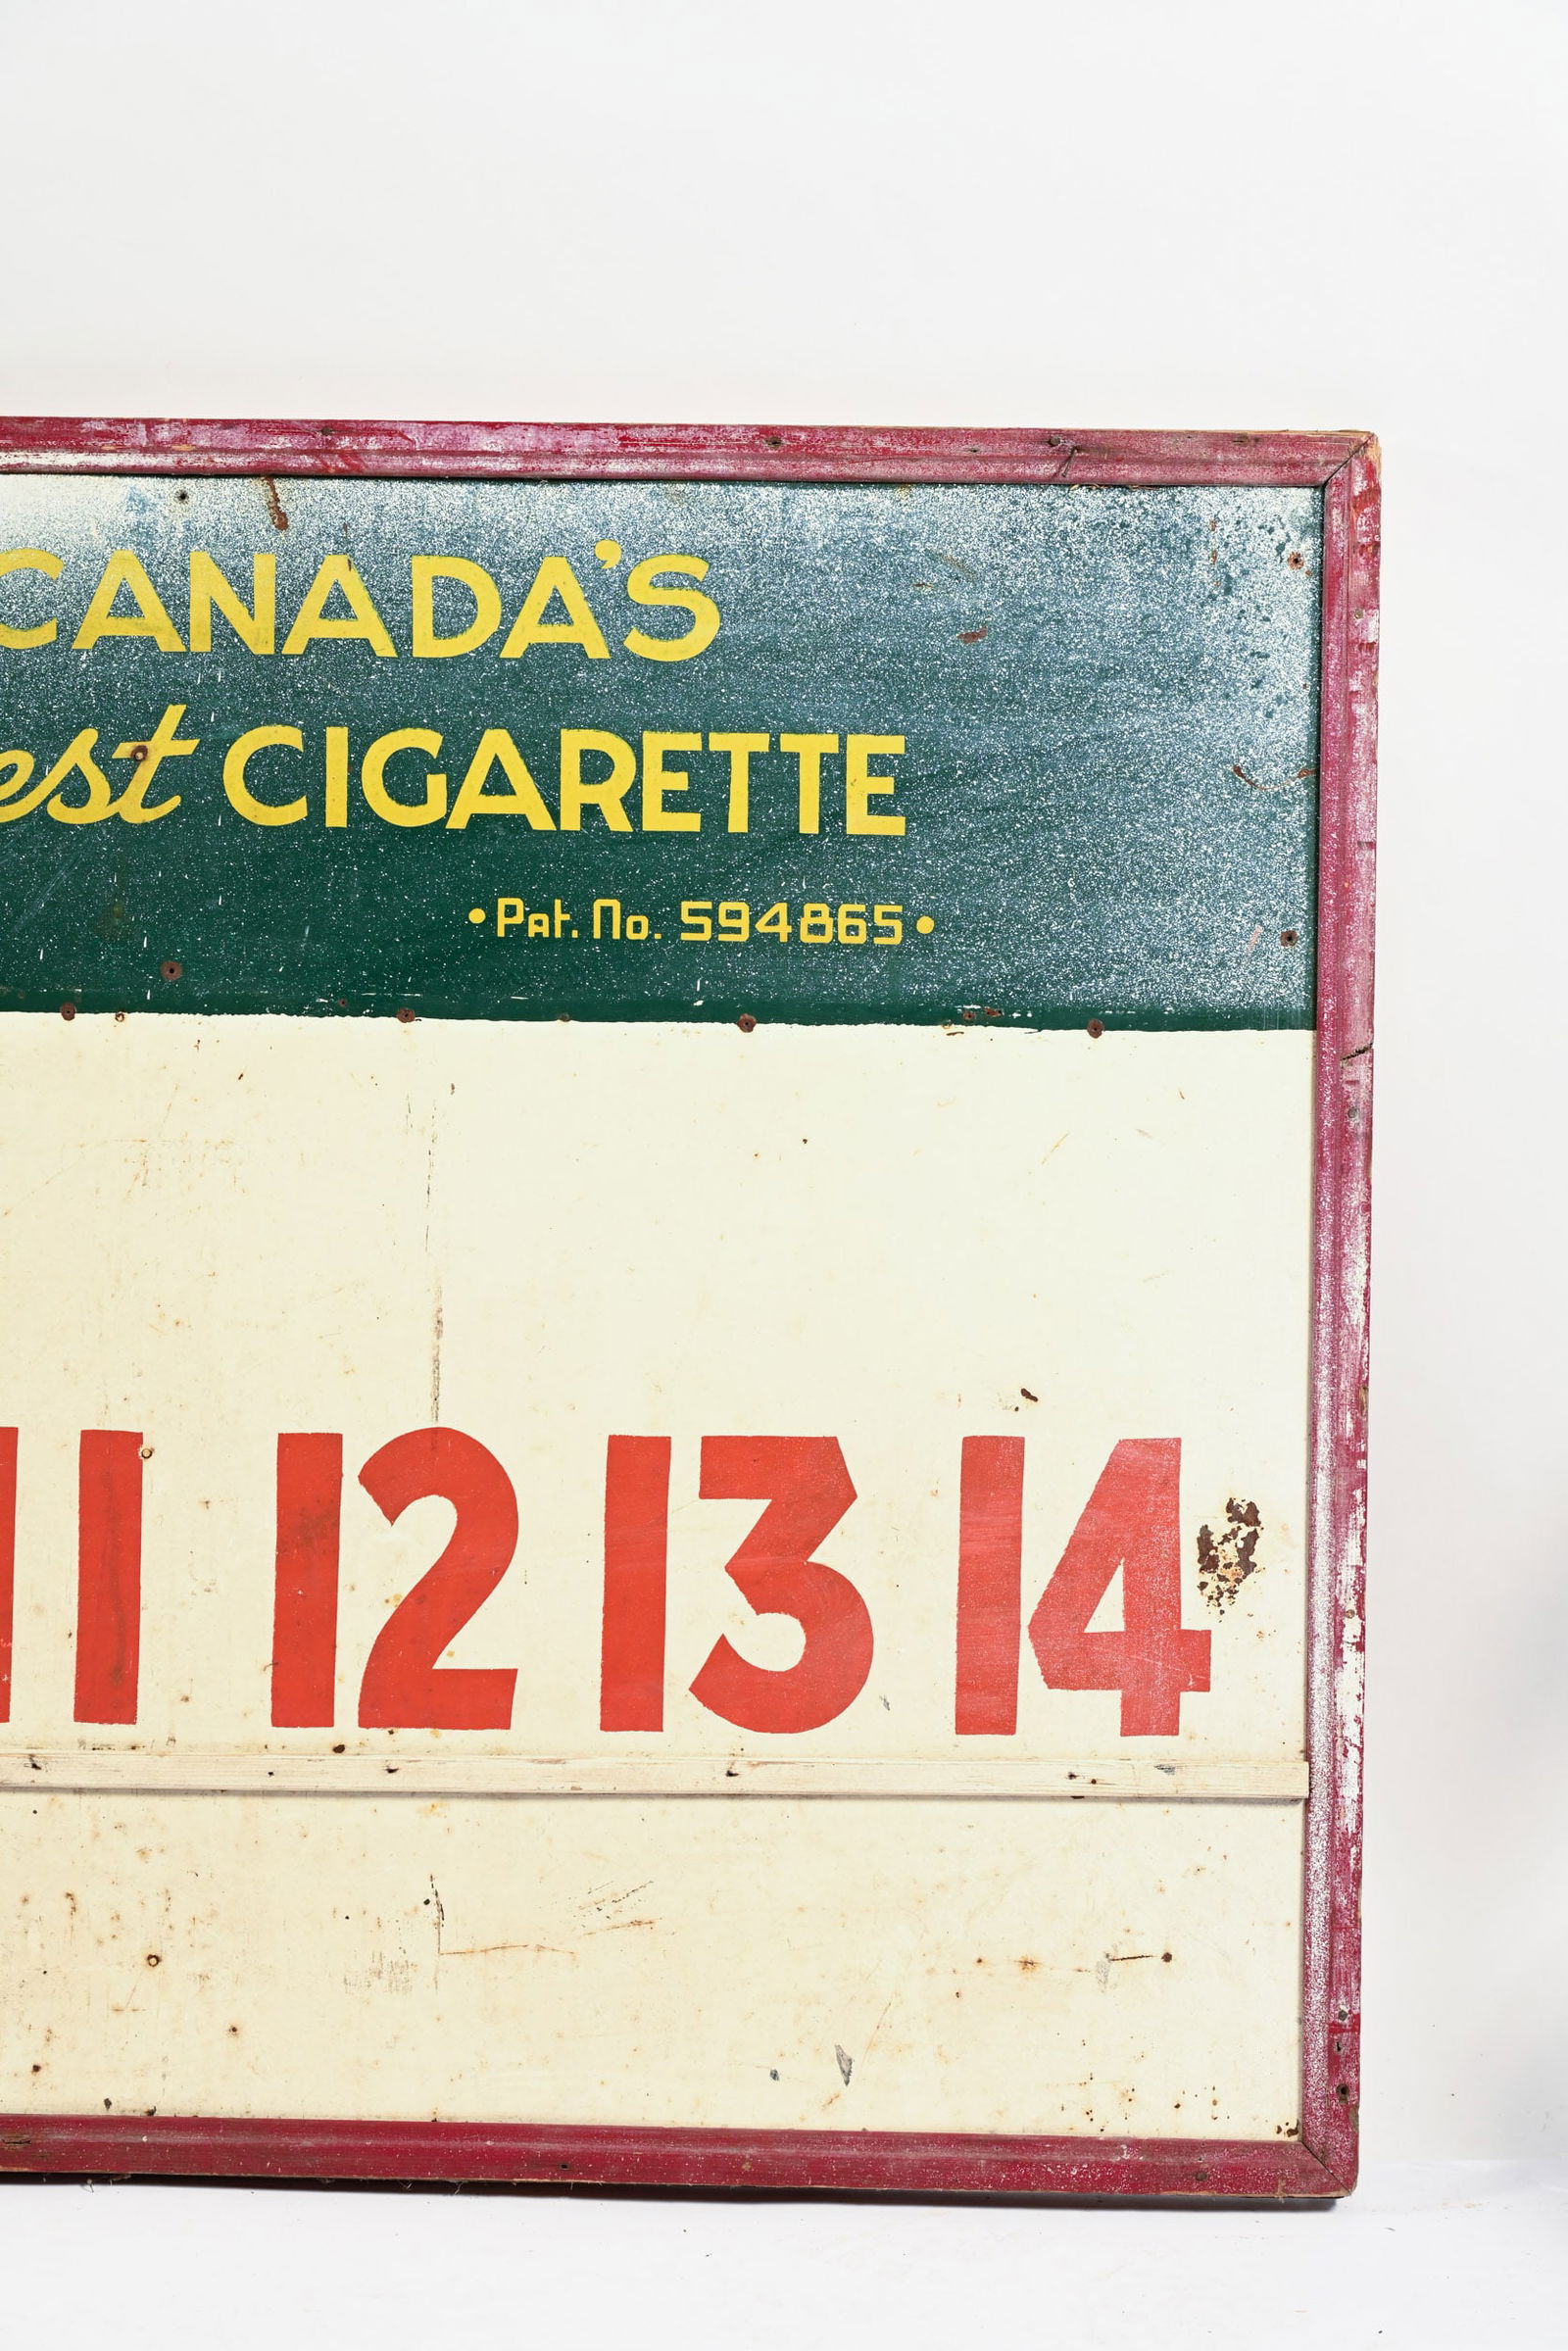 CANADA'S
est CIGARETTE
•Pat. No. 594865•
11 12 13 14